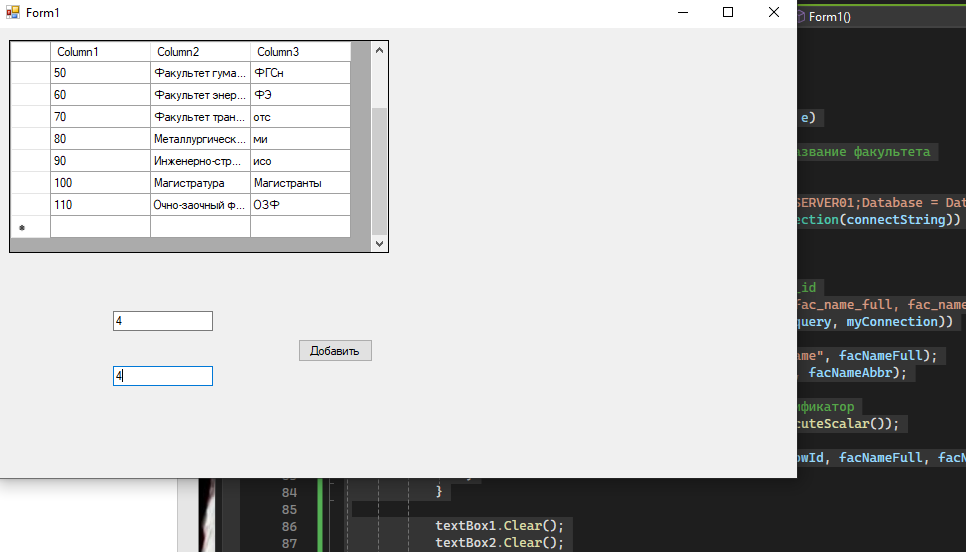 Form1
Form1()
Column1 Column2 Column3
50 Факультет гума... ФГСн
60 Факультет энер... ФЭ
70 Факультет тран... отс
80 Металлургическ... ми
90 Инженерно-стр... исо
100 Магистратура Магистранты
110 Очно-заочный ф... ОЗФ
*
4
Добавить
4
e)
азвание факультета
SERVER01;Database = Dat
ection(connectString))
_id
fac_name_full, fac_name
query, myConnection))
ame", facNameFull);
, facNameAbbr);
ификатор
cuteScalar());
owId, facNameFull, facN
84 }
85
86 textBox1.Clear();
87 textBox2.Clear();